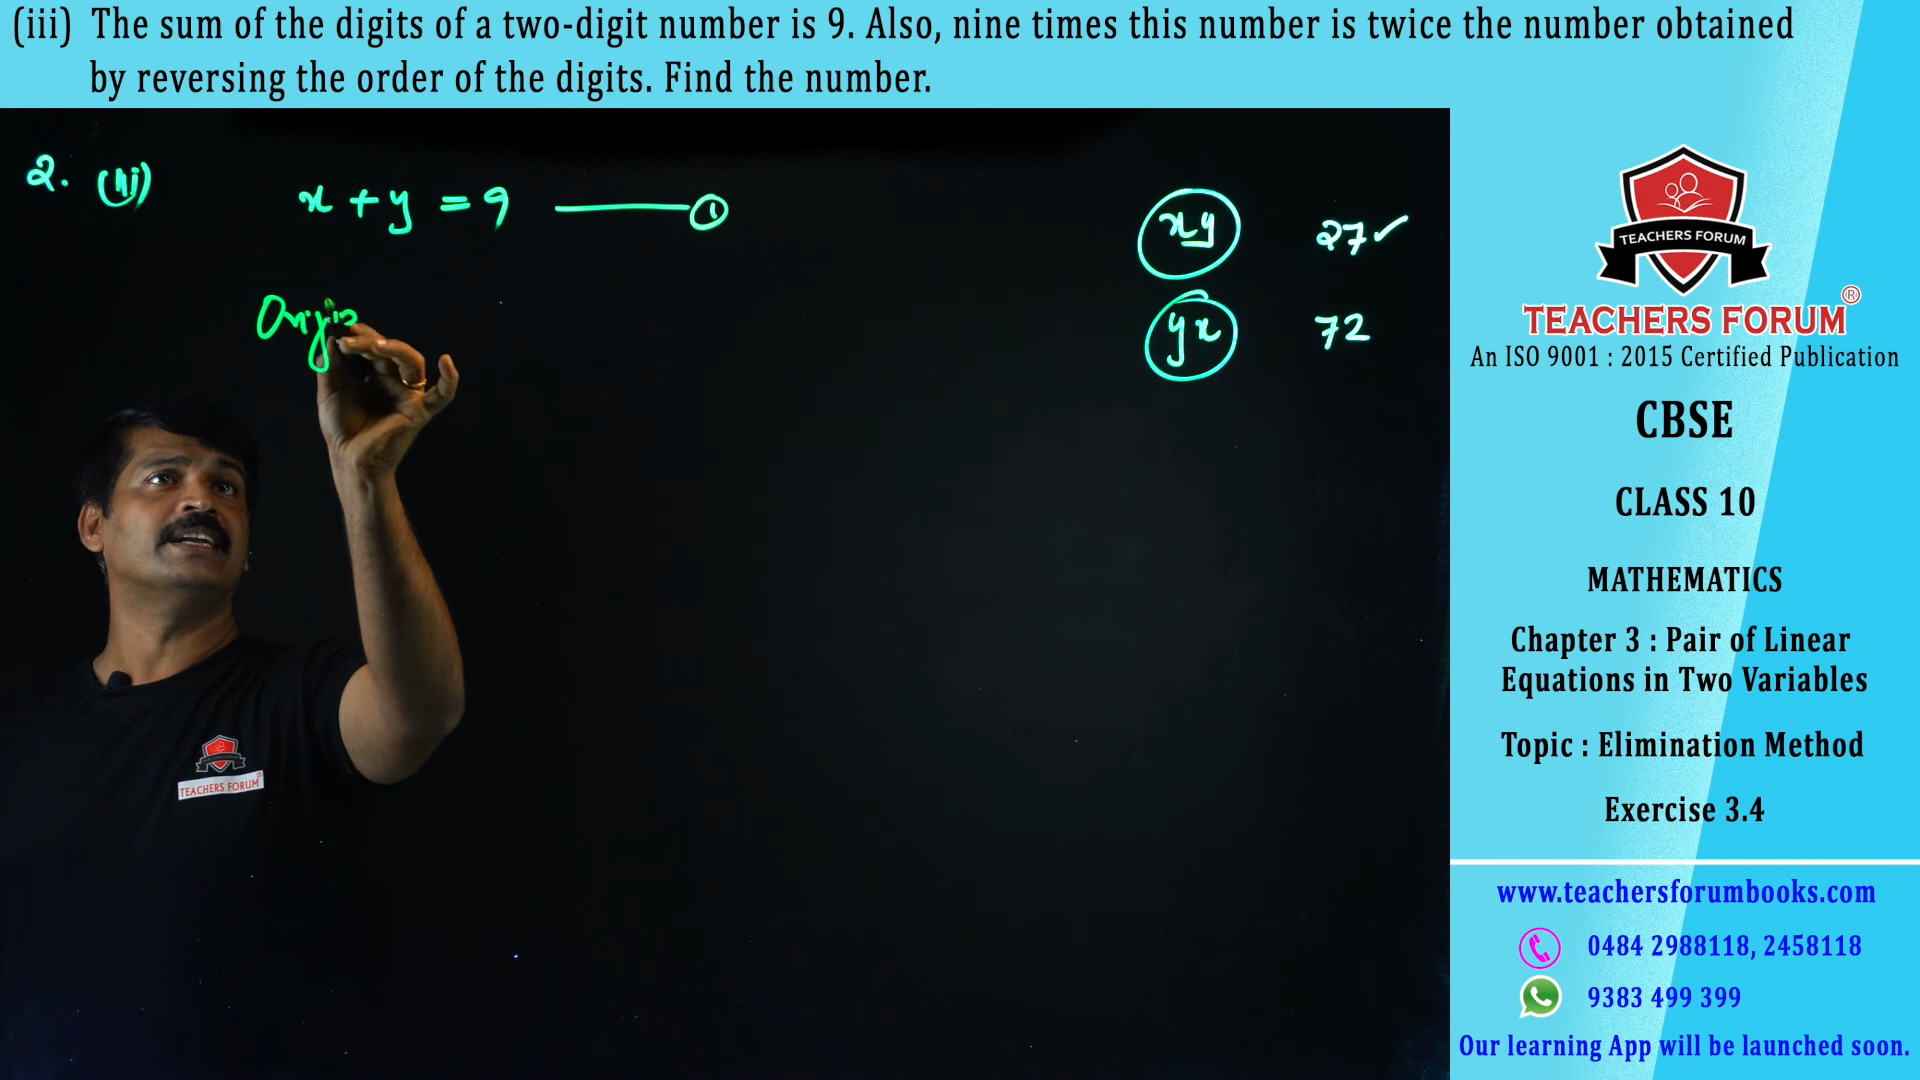 (iii) The sum of the digits of a two-digit number is 9. Also, nine times this number is twice the number obtained
by reversing the order of the digits. Find the number.
2. (iii)
x + y = 9 ——— ①
xy 27 ✓
Origin
yx 72
TEACHERS FORUM
TEACHERS FORUM®
An ISO 9001 : 2015 Certified Publication
CBSE
CLASS 10
MATHEMATICS
Chapter 3 : Pair of Linear
Equations in Two Variables
Topic : Elimination Method
Exercise 3.4
www.teachersforumbooks.com
0484 2988118, 2458118
9383 499 399
Our learning App will be launched soon.
TEACHERS FORUM